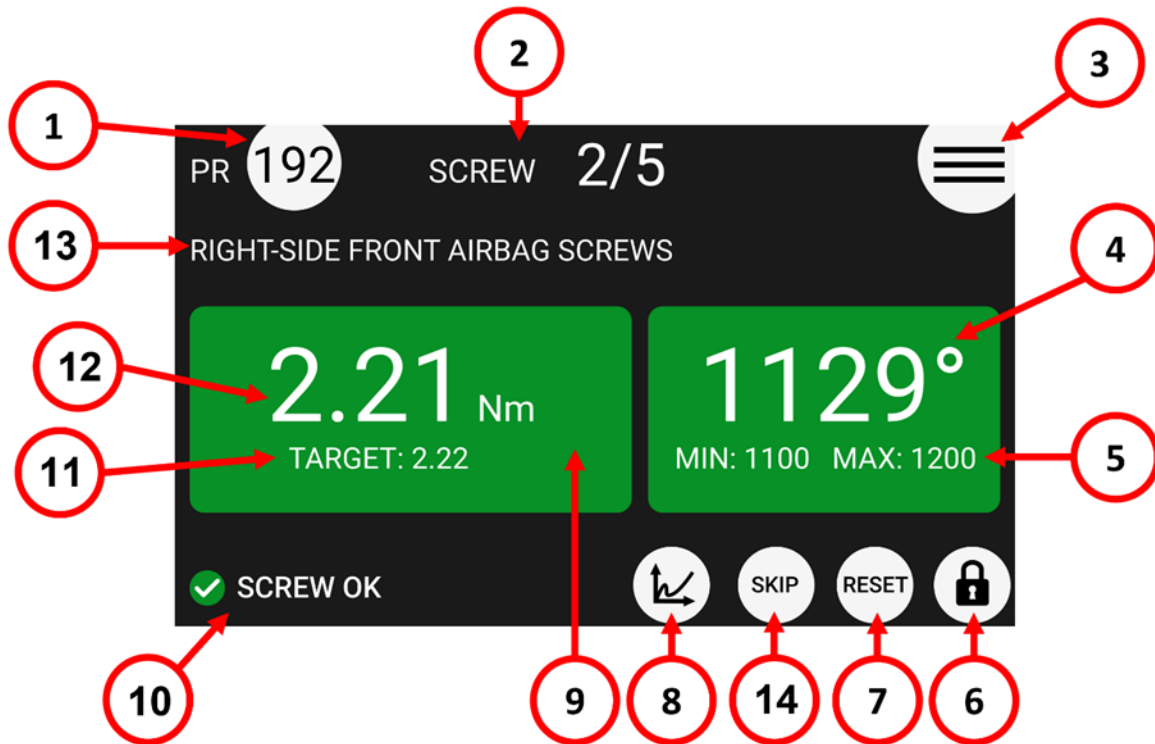 2
1
3
PR 192 SCREW 2/5
13
RIGHT-SIDE FRONT AIRBAG SCREWS
4
12
2.21 Nm
1129°
11
TARGET: 2.22
MIN: 1100 MAX: 1200
5
SCREW OK
SKIP
RESET
10
9
8
14
7
6